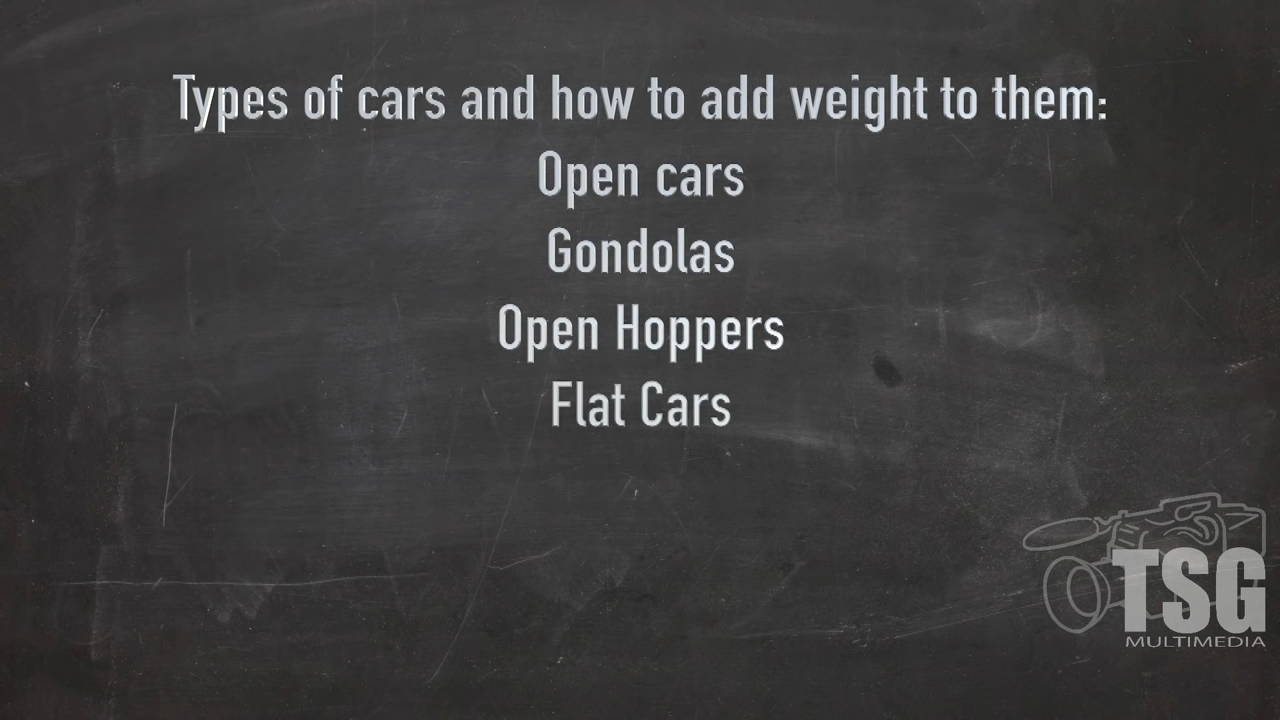 Types of cars and how to add weight to them:
Open cars
Gondolas
Open Hoppers
Flat Cars
TSG
MULTIMEDIA